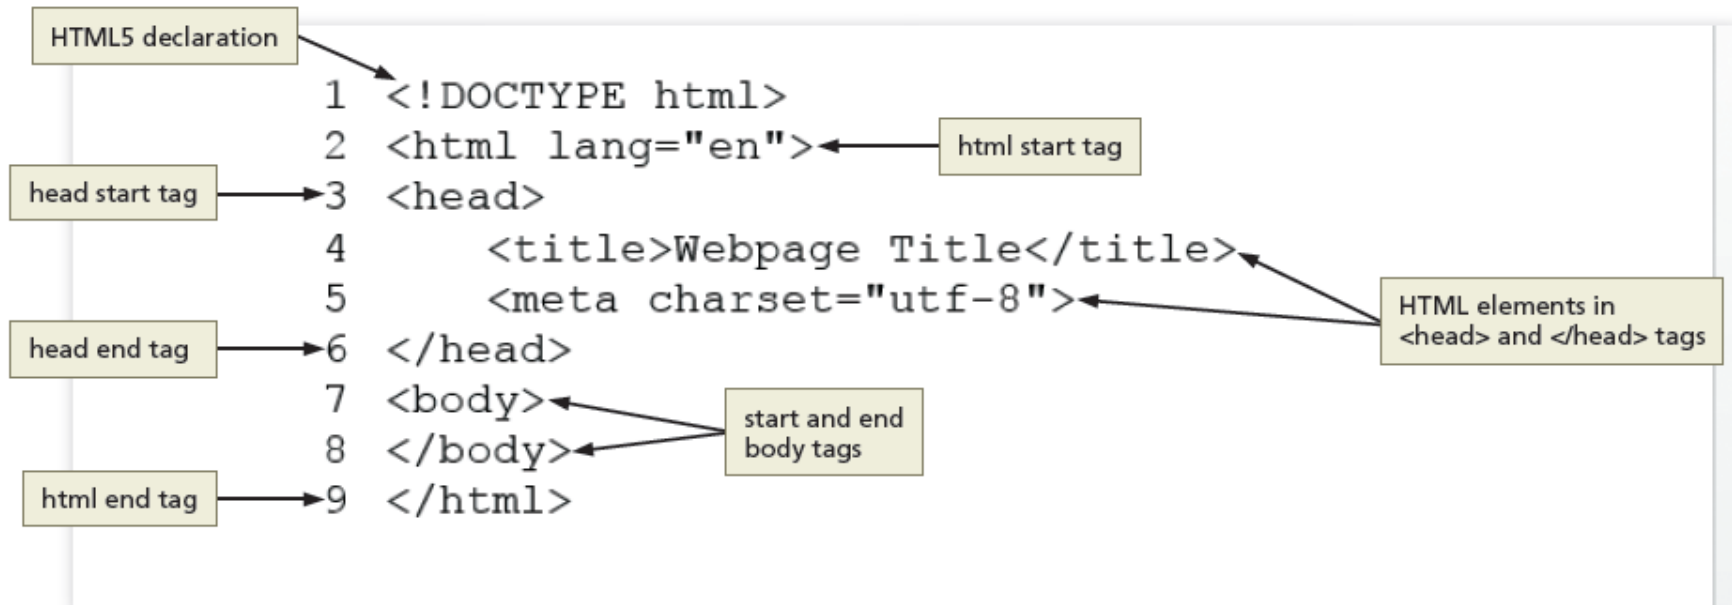 HTML5 declaration
1 <!DOCTYPE html>
2 <html lang="en">
html start tag
head start tag
3 <head>
4 <title>Webpage Title</title>
5 <meta charset="utf-8">
HTML elements in
<head> and </head> tags
head end tag
6 </head>
7 <body>
start and end
body tags
8 </body>
html end tag
9 </html>